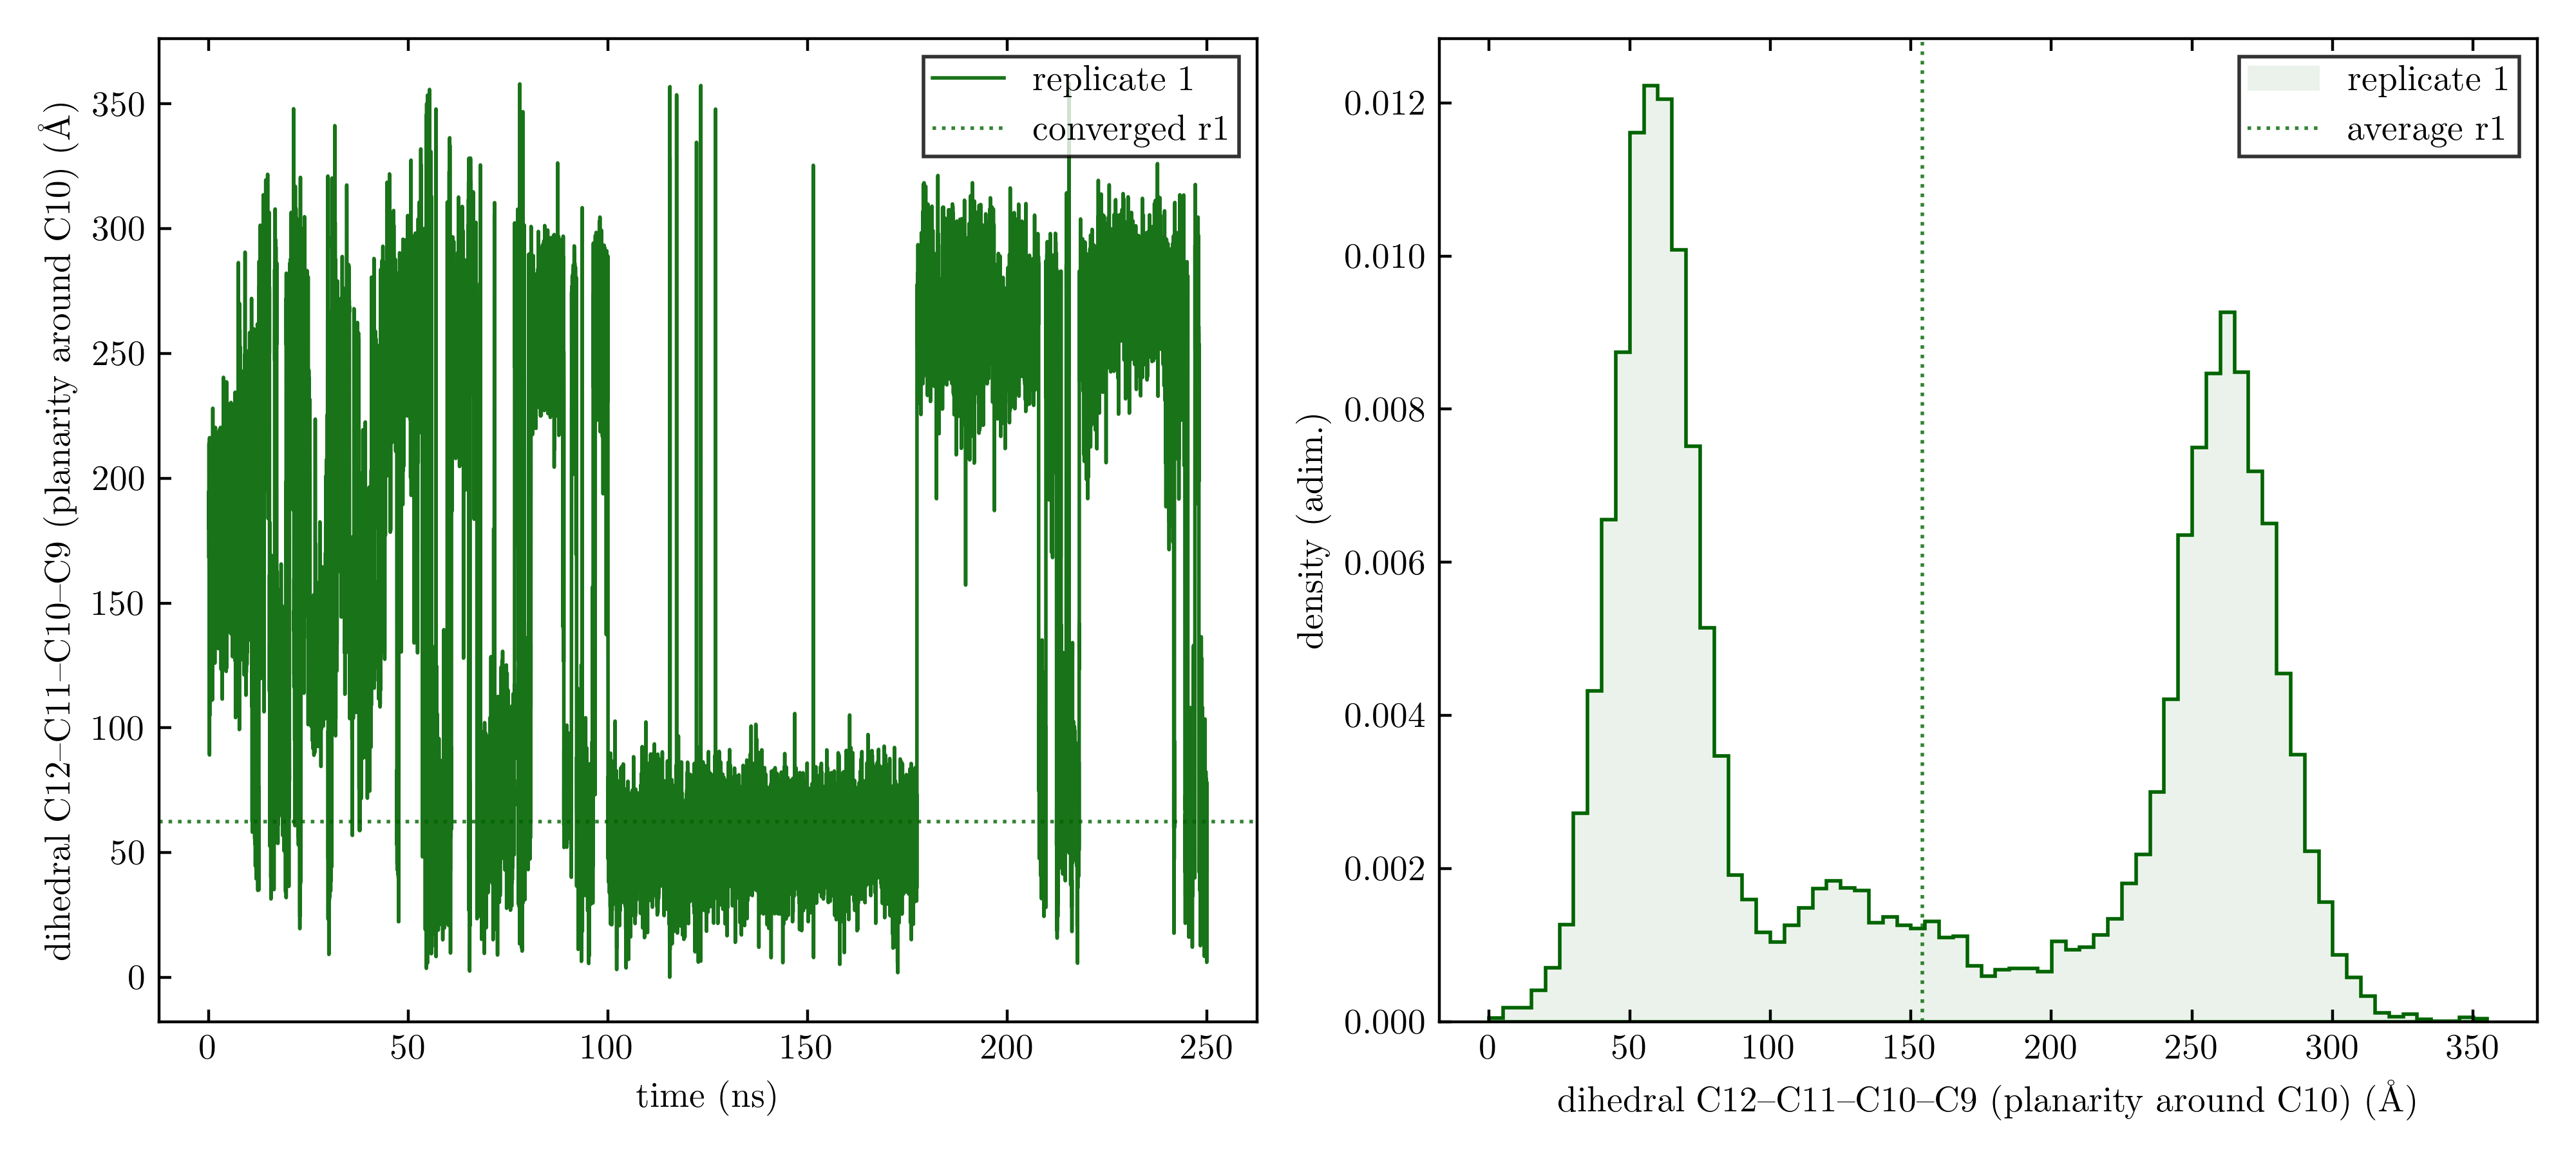 dihedral C12–C11–C10–C9 (planarity around C10) (Å)
350
300
250
200
150
100
50
0
0 50 100 150 200 250
time (ns)
replicate 1
converged r1
density (adim.)
0.012
0.010
0.008
0.006
0.004
0.002
0.000
0 50 100 150 200 250 300 350
dihedral C12–C11–C10–C9 (planarity around C10) (Å)
replicate 1
average r1